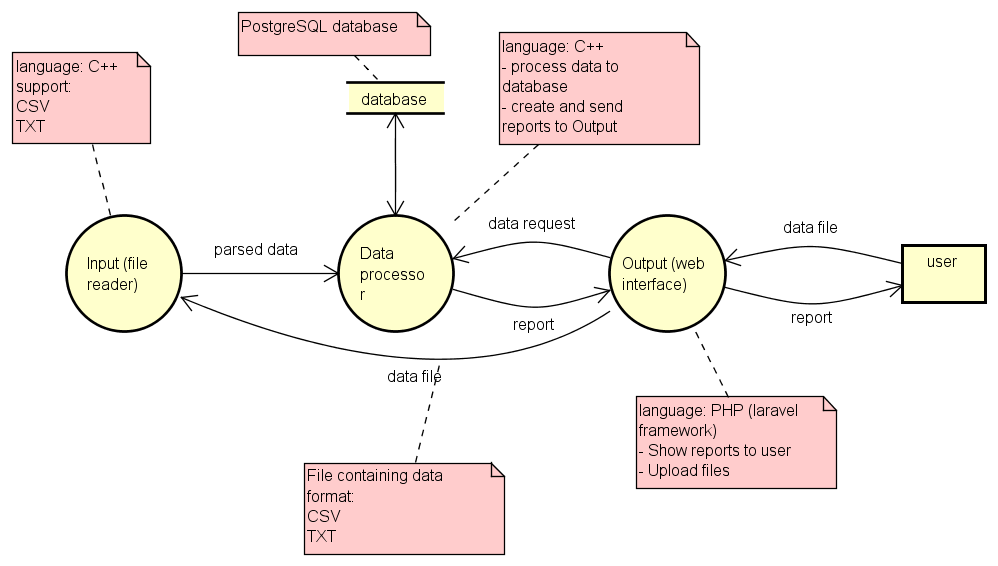 PostgreSQL database
language: C++
support:
CSV
TXT
language: C++
- process data to
database
- create and send
reports to Output
database
data request
data file
parsed data
Input (file
reader)
Data
processo
r
Output (web
interface)
user
report
report
data file
language: PHP (laravel
framework)
- Show reports to user
- Upload files
File containing data
format:
CSV
TXT